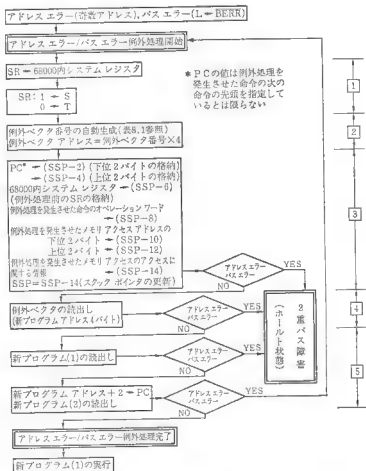 アドレス エラー(奇数アドレス), バス エラー(L→BERR)
アドレス エラー/バス エラー例外処理開始
SR→68000内システム レジスタ
SR: 1→S
0→T
例外ベクタ番号の自動生成(表8.1参照)
例外ベクタ アドレス=例外ベクタ番号×4
PC*→(SSP−2)(下位2バイトの格納)
→(SSP−4)(上位2バイトの格納)
68000内システム レジスタ→(SSP−6)
(例外処理前のSRの格納)
例外処理を発生させた命令のオペレーション ワード
→(SSP−8)
例外処理を発生させたメモリ アクセスアドレスの
下位2バイト→(SSP−10)
上位2バイト→(SSP−12)
例外処理を発生させたメモリ アクセスのアクセスに
関する情報 →(SSP−14)
SSP=SSP−14(スタック ポインタの更新)
*PCの値は例外処理を
発生させた命令の次の
命令の先頭を指定して
いるとは限らない
アドレス エラー
バス エラー
YES
NO
例外ベクタの読出し
(新プログラム アドレス4バイト)
アドレス エラー
バス エラー
YES
NO
新プログラム(1)の読出し
アドレス エラー
バス エラー
YES
NO
新プログラム アドレス+2→PC
新プログラム(2)の読出し
アドレス エラー
バス エラー
YES
NO
2重バス障害
(ホールト状態)
アドレス エラー/バス エラー例外処理完了
新プログラム(1)の実行
1
2
3
4
5